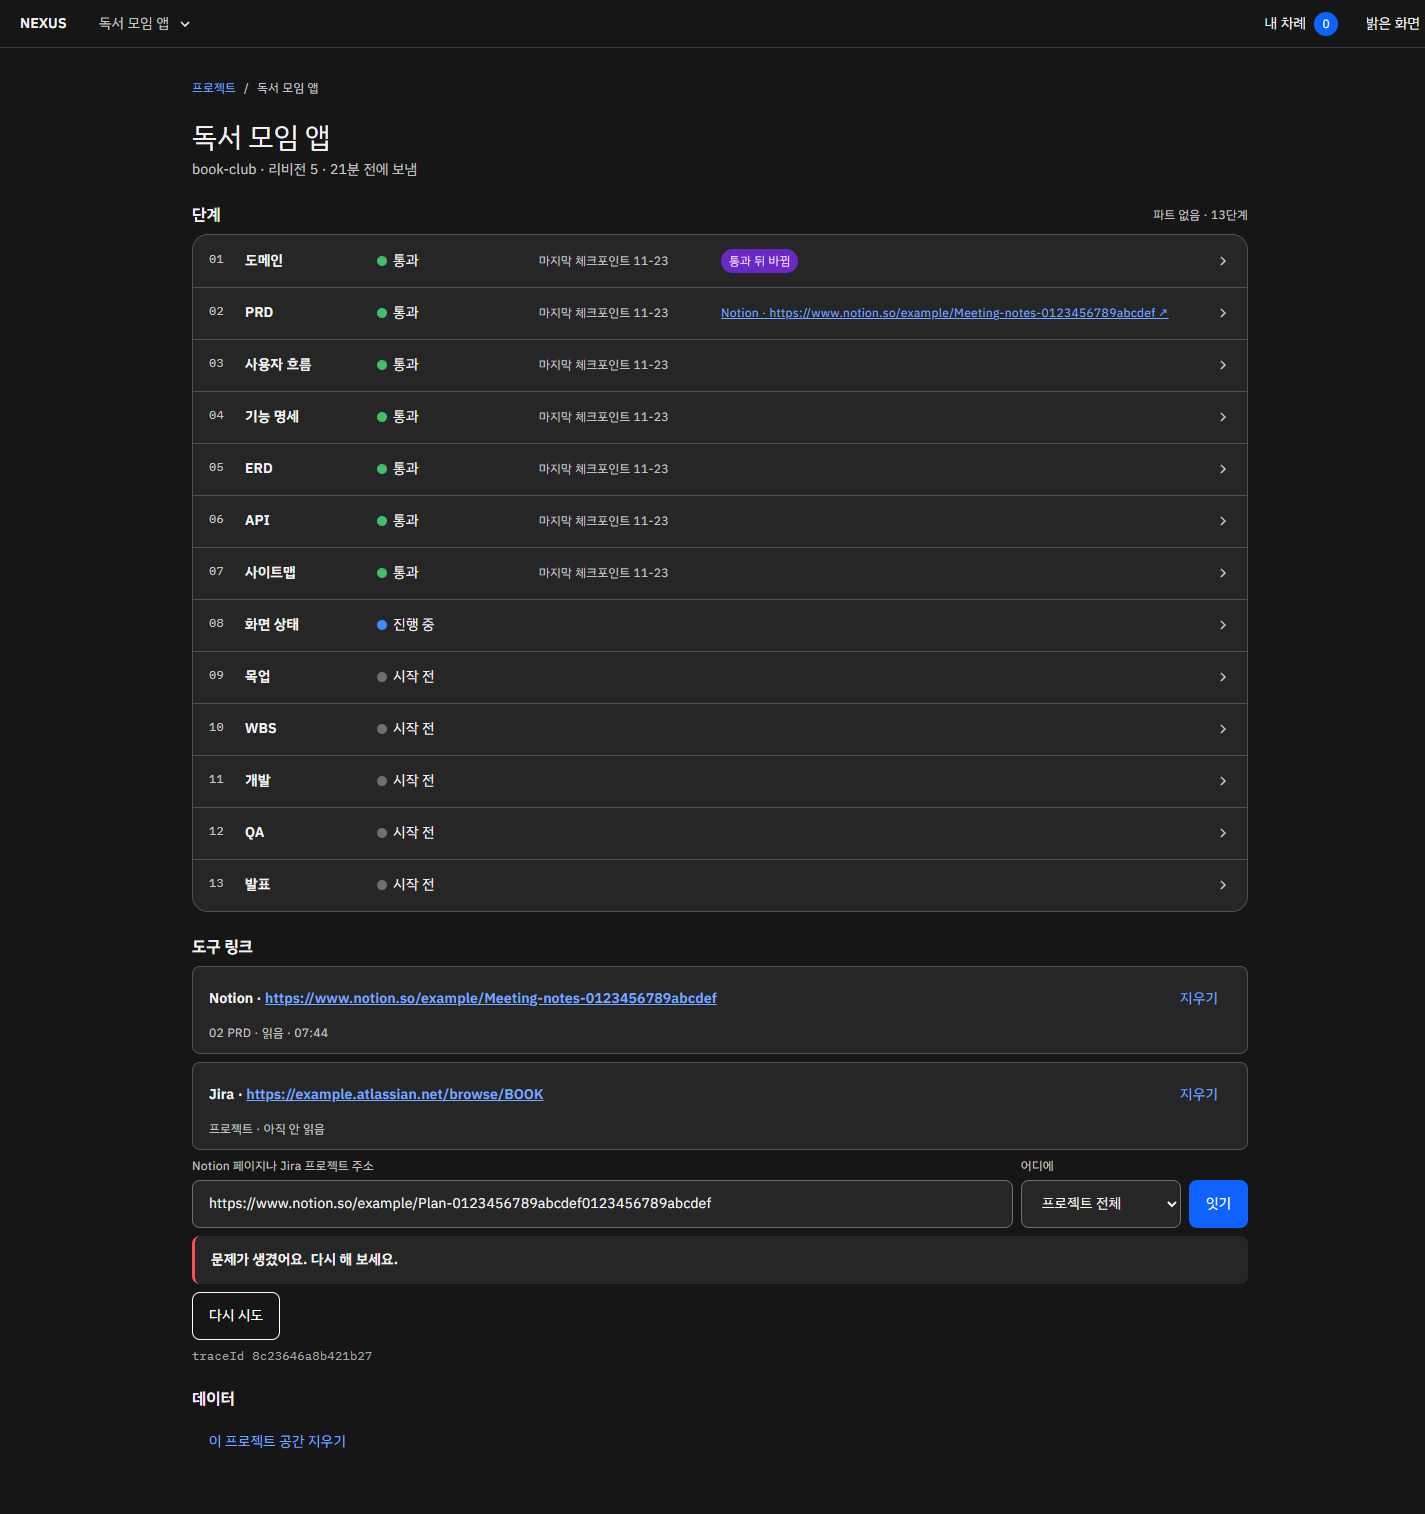 NEXUS 독서 모임 앱 내 차례 0 밝은 화면
프로젝트 / 독서 모임 앱
독서 모임 앱
book-club · 리비전 5 · 21분 전에 보냄
단계 파트 없음 · 13단계
01 도메인 통과 마지막 체크포인트 11-23 통과 뒤 바뀜
02 PRD 통과 마지막 체크포인트 11-23 Notion · https://www.notion.so/example/Meeting-notes-0123456789abcdef ↗
03 사용자 흐름 통과 마지막 체크포인트 11-23
04 기능 명세 통과 마지막 체크포인트 11-23
05 ERD 통과 마지막 체크포인트 11-23
06 API 통과 마지막 체크포인트 11-23
07 사이트맵 통과 마지막 체크포인트 11-23
08 화면 상태 진행 중
09 목업 시작 전
10 WBS 시작 전
11 개발 시작 전
12 QA 시작 전
13 발표 시작 전
도구 링크
Notion · https://www.notion.so/example/Meeting-notes-0123456789abcdef 지우기
02 PRD · 읽음 · 07:44
Jira · https://example.atlassian.net/browse/BOOK 지우기
프로젝트 · 아직 안 읽음
Notion 페이지나 Jira 프로젝트 주소 어디에
https://www.notion.so/example/Plan-0123456789abcdef0123456789abcdef 프로젝트 전체 잇기
문제가 생겼어요. 다시 해 보세요.
다시 시도
traceId 8c23646a8b421b27
데이터
이 프로젝트 공간 지우기